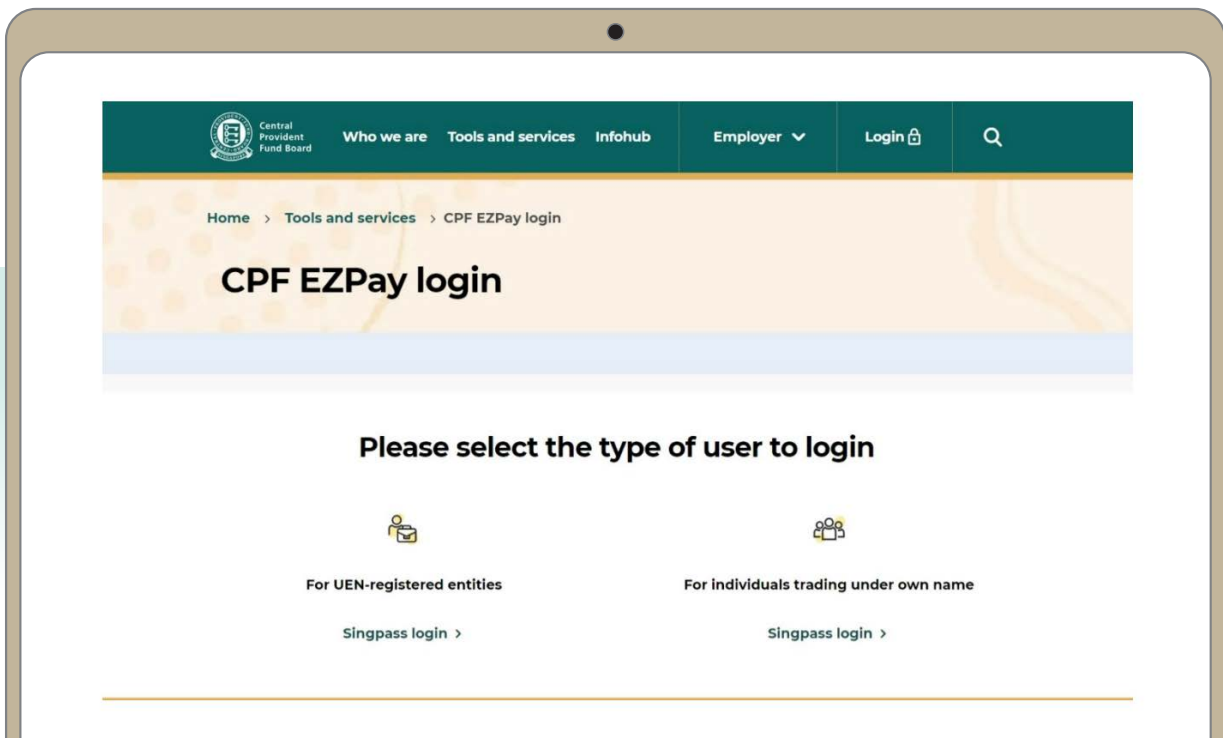 Central
Provident
Fund Board
Who we are Tools and services Infohub Employer Login
Home > Tools and services > CPF EZPay login
CPF EZPay login
Please select the type of user to login
For UEN-registered entities For individuals trading under own name
Singpass login > Singpass login >